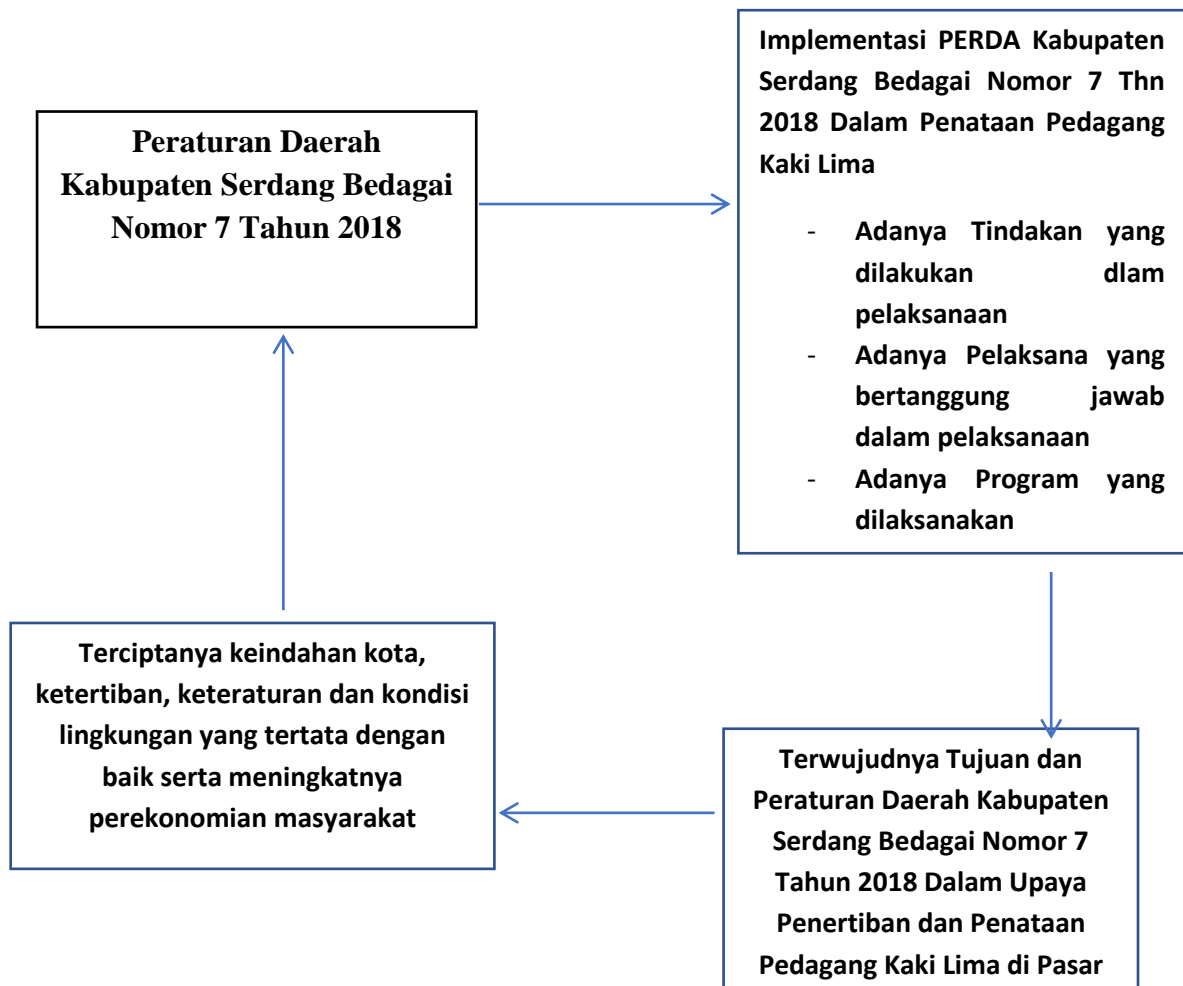 Peraturan Daerah
Kabupaten Serdang Bedagai
Nomor 7 Tahun 2018
Implementasi PERDA Kabupaten
Serdang Bedagai Nomor 7 Thn
2018 Dalam Penataan Pedagang
Kaki Lima
- Adanya Tindakan yang
dilakukan dlam
pelaksanaan
- Adanya Pelaksana yang
bertanggung jawab
dalam pelaksanaan
- Adanya Program yang
dilaksanakan
Terwujudnya Tujuan dan
Peraturan Daerah Kabupaten
Serdang Bedagai Nomor 7
Tahun 2018 Dalam Upaya
Penertiban dan Penataan
Pedagang Kaki Lima di Pasar
Terciptanya keindahan kota,
ketertiban, keteraturan dan kondisi
lingkungan yang tertata dengan
baik serta meningkatnya
perekonomian masyarakat